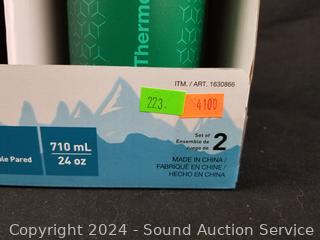 Thermo
ITM. / ART. 1630866
223.
4100
710 mL
24 oz
le Pared
Set of
Ensemble de
Juego de
2
MADE IN CHINA /
FABRIQUÉ EN CHINE /
HECHO EN CHINA
Copyright 2024 - Sound Auction Service